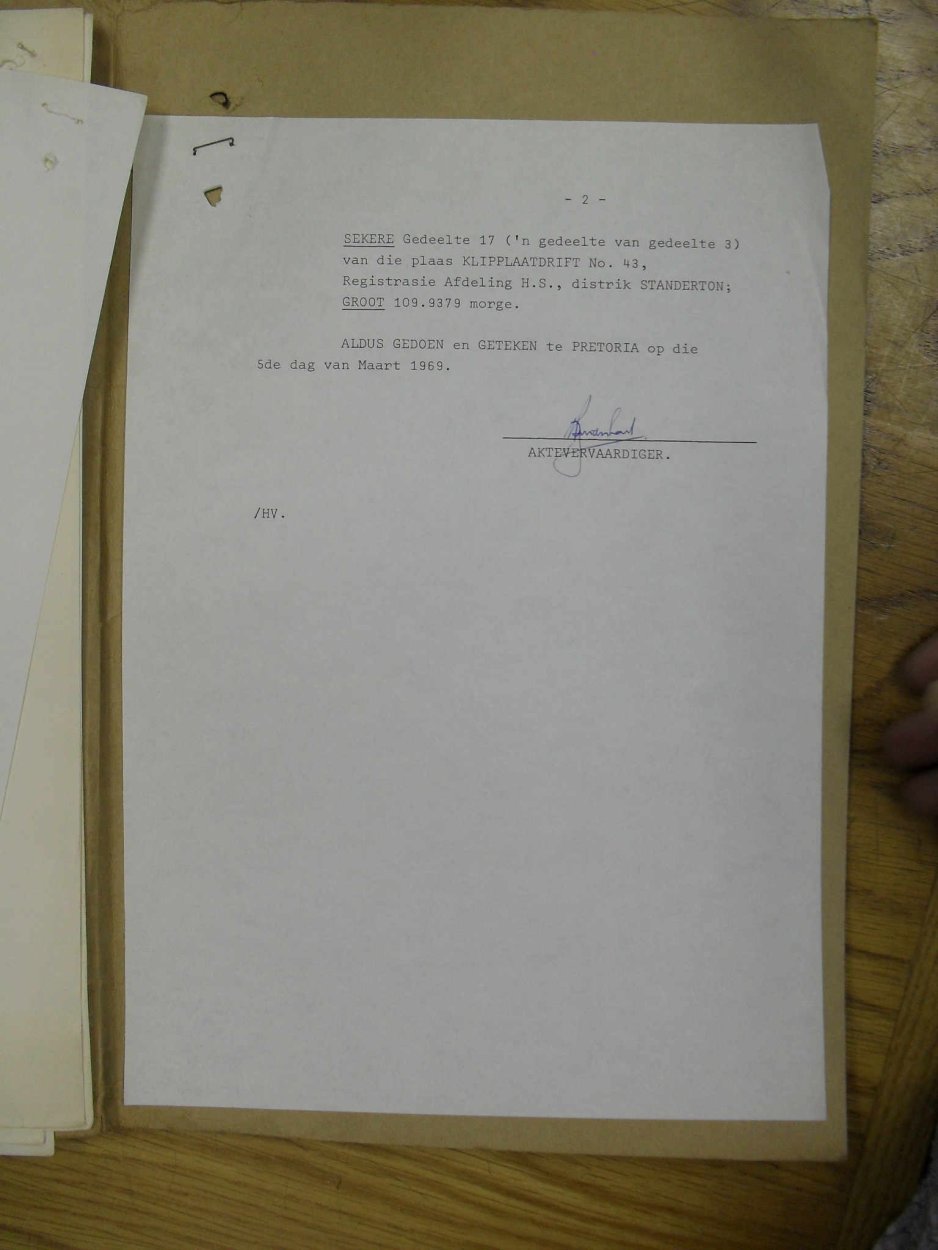 - 2 -
SEKERE Gedeelte 17 ('n gedeelte van gedeelte 3)
van die plaas KLIPPLAATDRIFT No. 43,
Registrasie Afdeling H.S., distrik STANDERTON;
GROOT 109.9379 morge.
ALDUS GEDOEN en GETEKEN te PRETORIA op die
5de dag van Maart 1969.
AKTEVERVAARDIGER.
/HV.